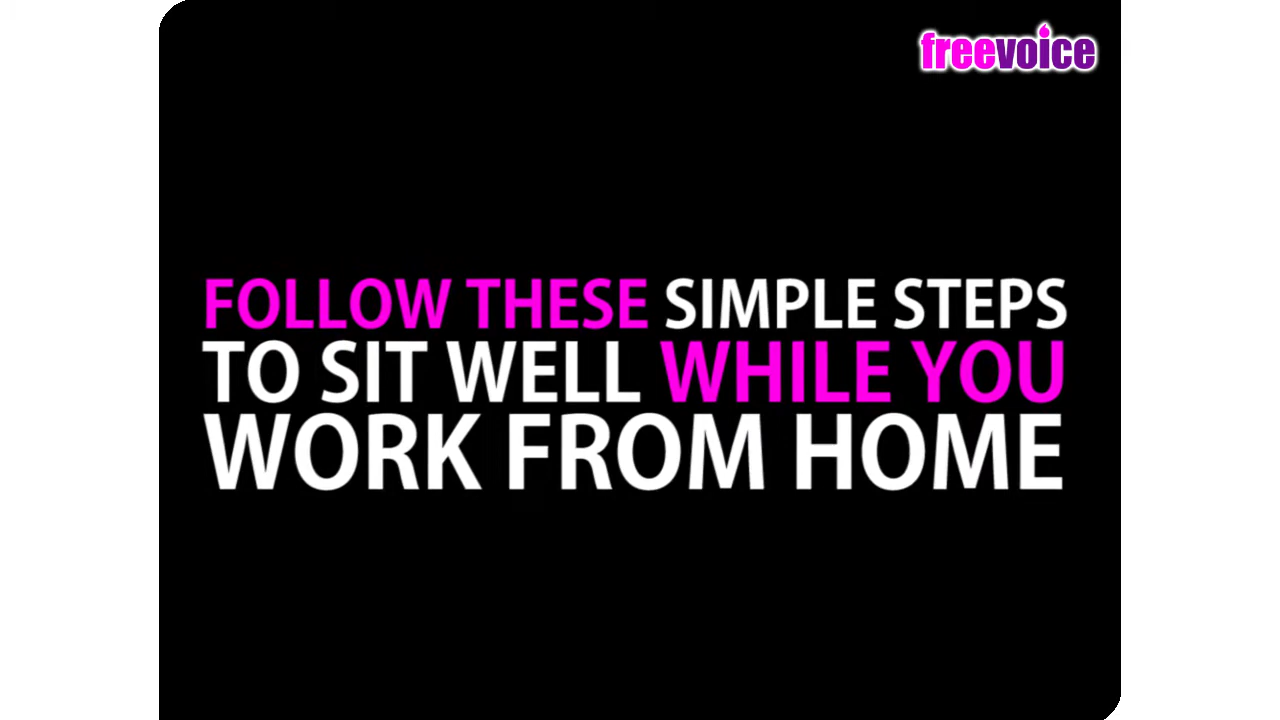 freevoice
FOLLOW THESE SIMPLE STEPS
TO SIT WELL WHILE YOU
WORK FROM HOME